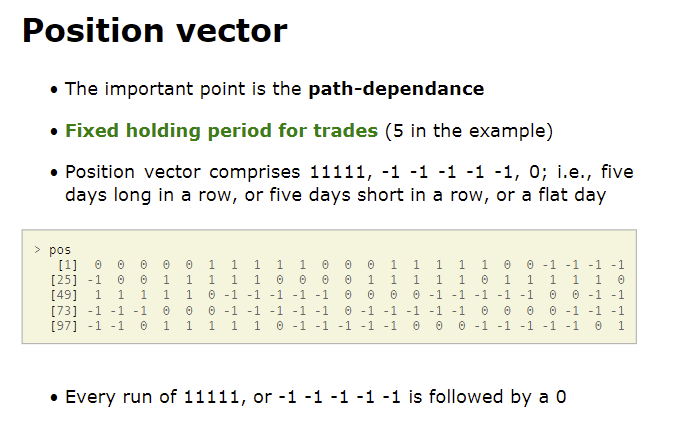 Position vector
• The important point is the path-dependance
• Fixed holding period for trades (5 in the example)
• Position vector comprises 11111, -1 -1 -1 -1 -1, 0; i.e., five
days long in a row, or five days short in a row, or a flat day
> pos
[1] 0 0 0 0 0 1 1 1 1 1 0 0 0 1 1 1 1 1 0 0 -1 -1 -1 -1
[25] -1 0 0 1 1 1 1 1 0 0 0 0 1 1 1 1 1 0 1 1 1 1 1 0
[49] 1 1 1 1 1 0 -1 -1 -1 -1 -1 0 0 0 0 -1 -1 -1 -1 -1 0 0 -1 -1
[73] -1 -1 -1 0 0 0 -1 -1 -1 -1 -1 0 -1 -1 -1 -1 -1 0 0 0 0 -1 -1 -1
[97] -1 -1 0 1 1 1 1 1 0 -1 -1 -1 -1 -1 0 0 0 -1 -1 -1 -1 -1 0 1
• Every run of 11111, or -1 -1 -1 -1 -1 is followed by a 0